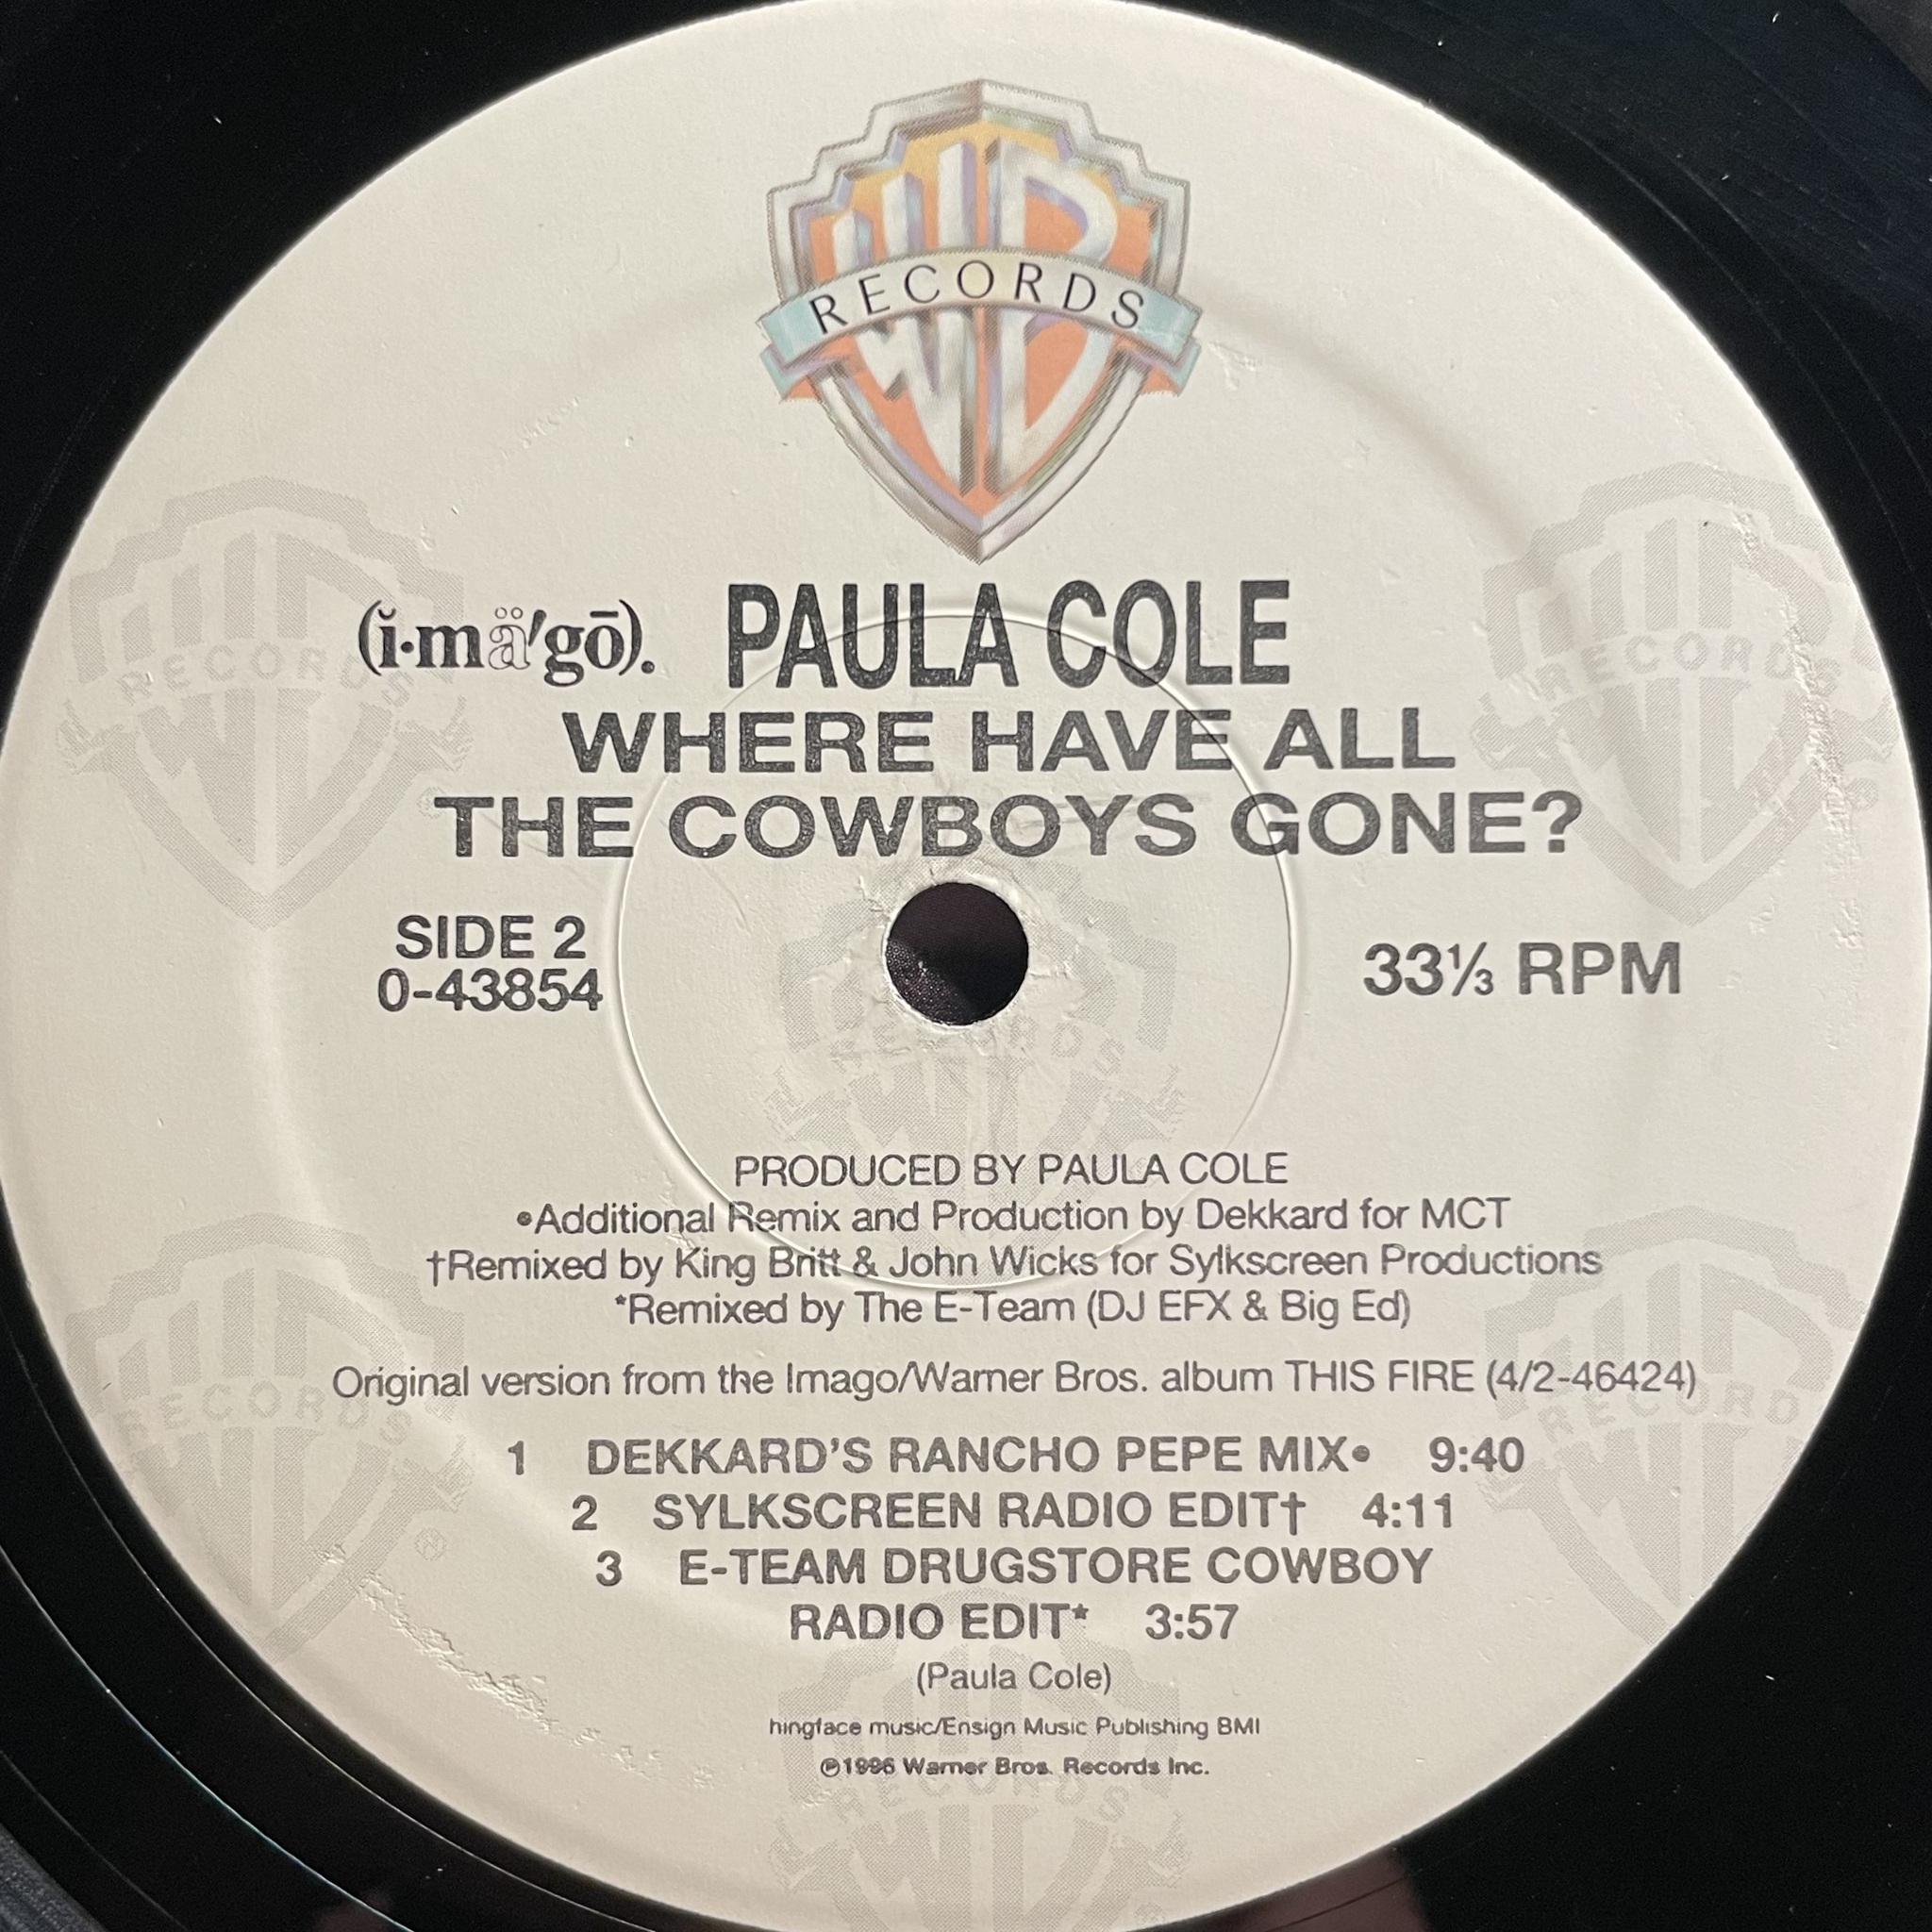 WB
RECORDS
(ĭ·mä′gō). PAULA COLE
WHERE HAVE ALL
THE COWBOYS GONE?
SIDE 2
0-43854
33⅓ RPM
PRODUCED BY PAULA COLE
•Additional Remix and Production by Dekkard for MCT
†Remixed by King Britt & John Wicks for Sylkscreen Productions
*Remixed by The E-Team (DJ EFX & Big Ed)
Original version from the Imago/Warner Bros. album THIS FIRE (4/2-46424)
1 DEKKARD'S RANCHO PEPE MIX• 9:40
2 SYLKSCREEN RADIO EDIT† 4:11
3 E-TEAM DRUGSTORE COWBOY
RADIO EDIT* 3:57
(Paula Cole)
hingface music/Ensign Music Publishing BMI
℗1996 Warner Bros. Records Inc.